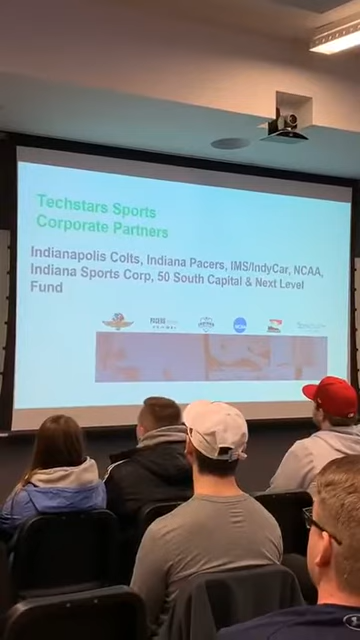 Techstars Sports
Corporate Partners
Indianapolis Colts, Indiana Pacers, IMS/IndyCar, NCAA,
Indiana Sports Corp, 50 South Capital & Next Level
Fund
PACERS